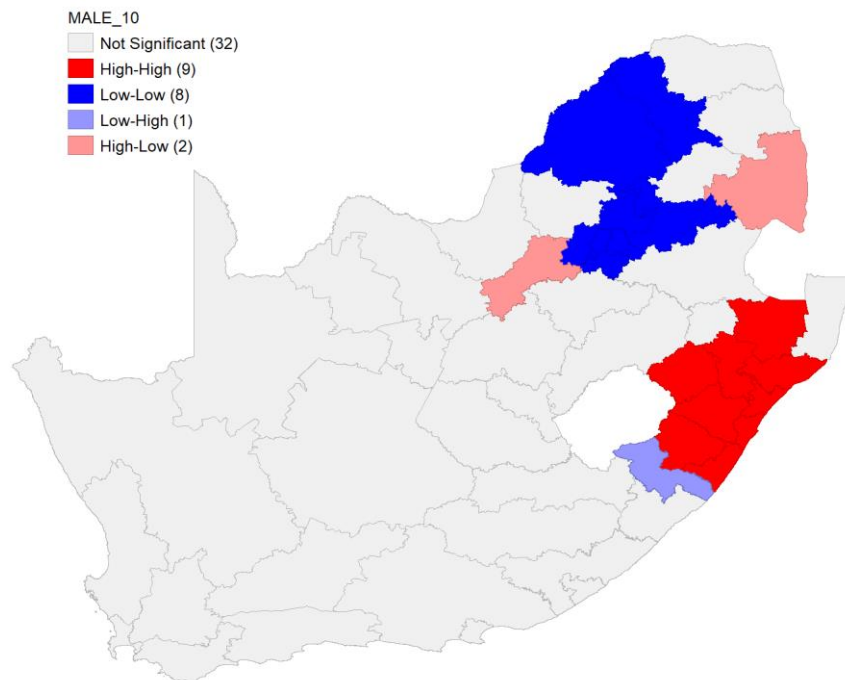 MALE_10
Not Significant (32)
High-High (9)
Low-Low (8)
Low-High (1)
High-Low (2)